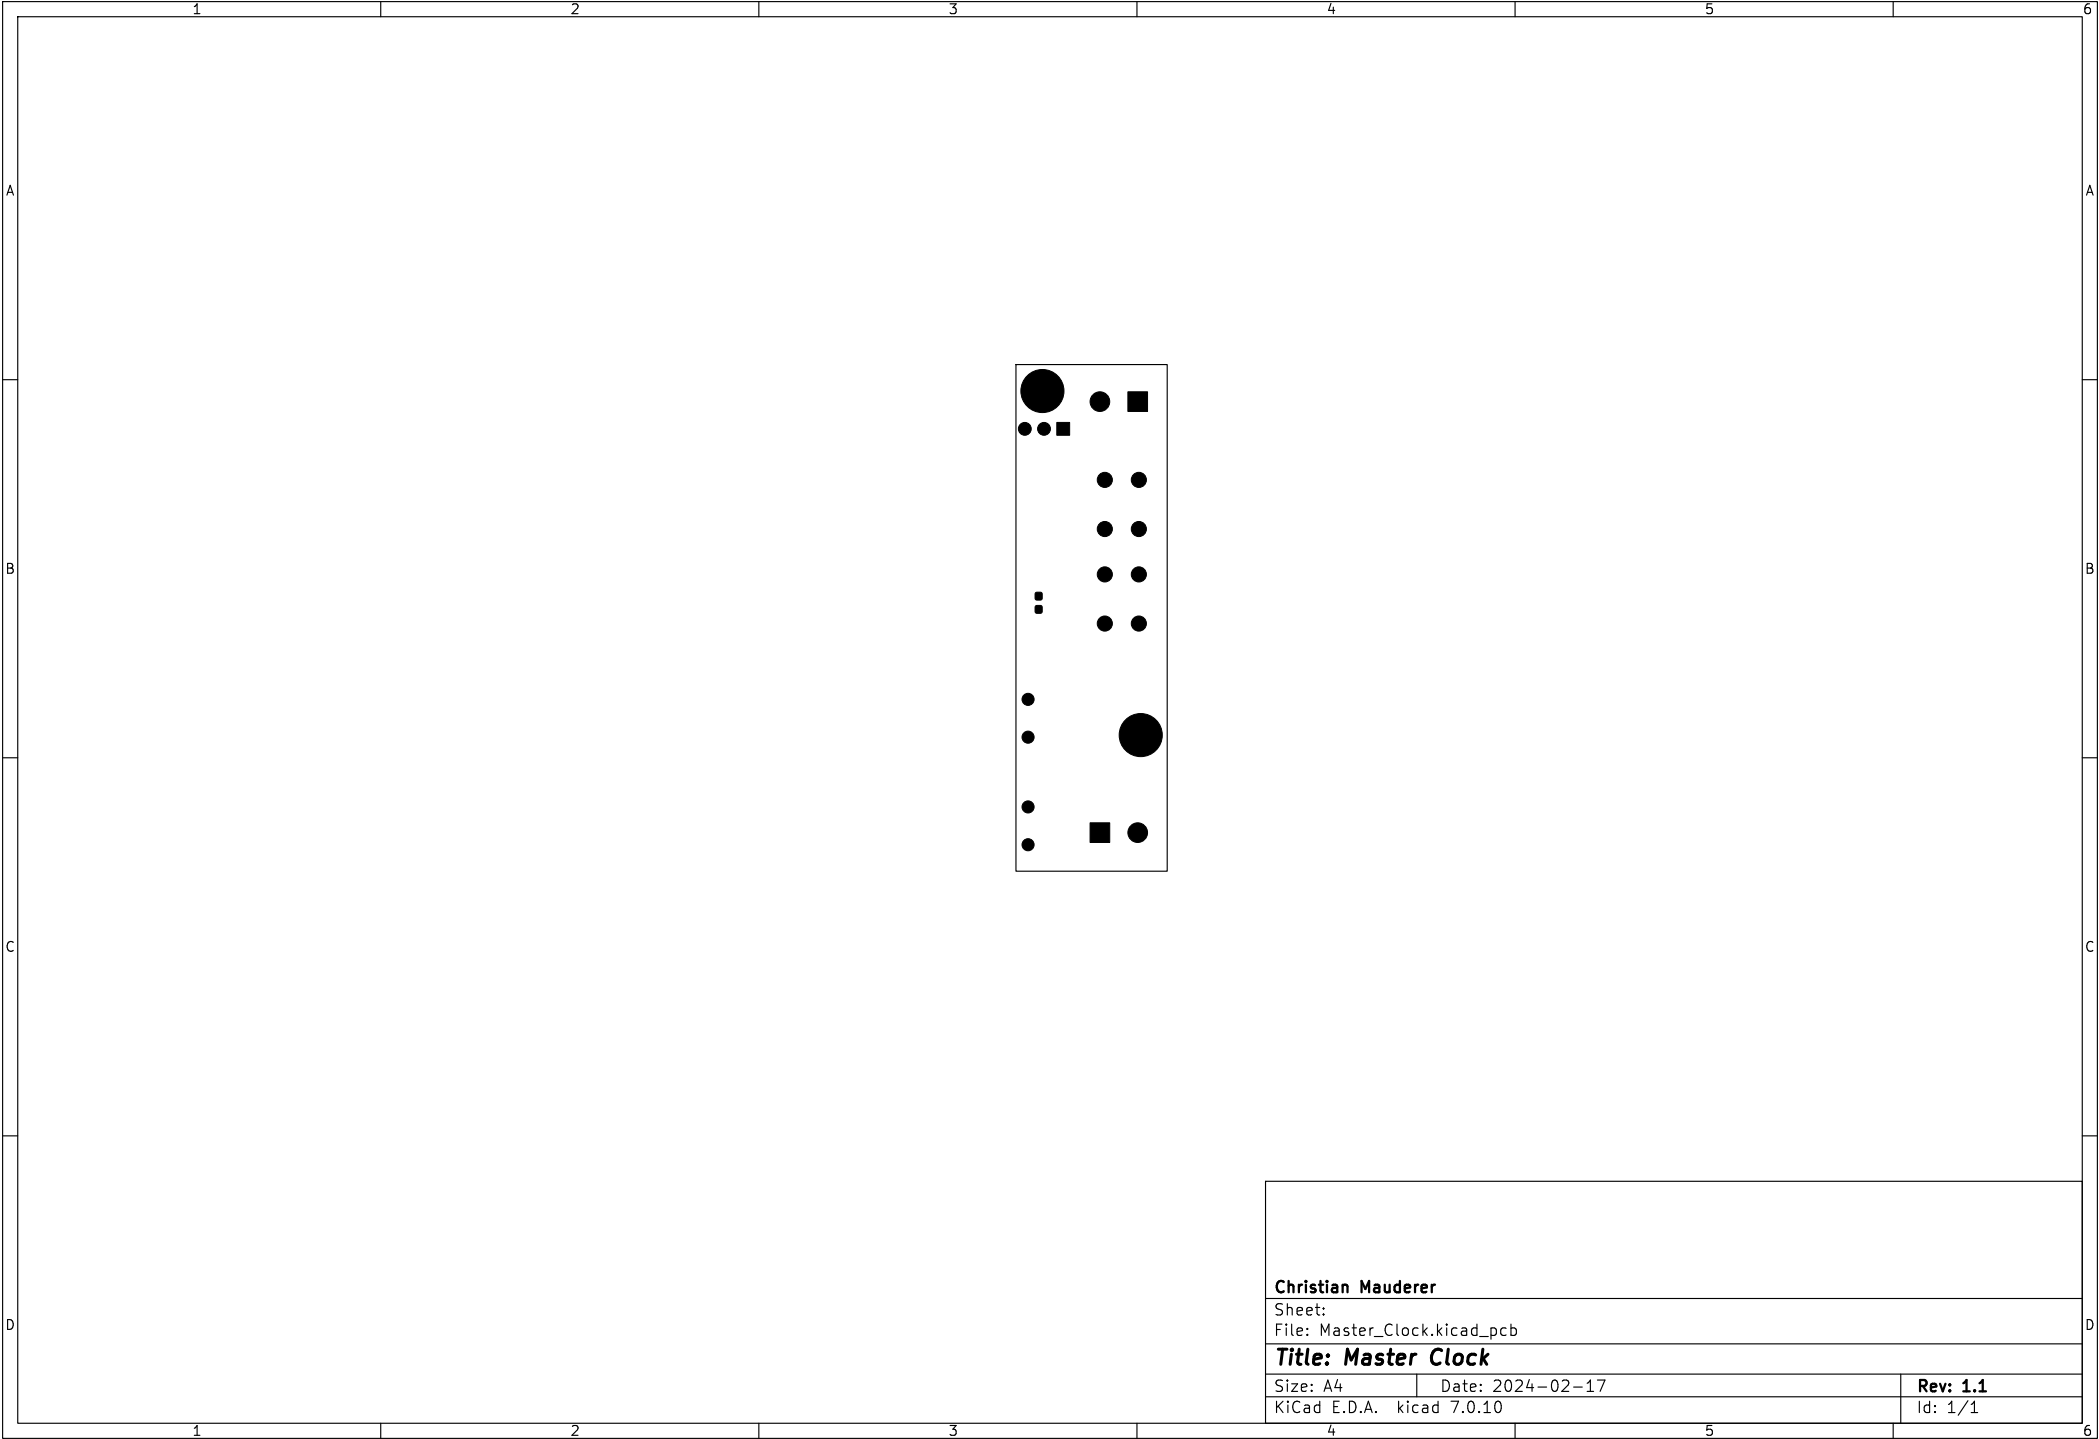 1 2 3 4 5 6
A A
B B
C C
Christian Mauderer
Sheet:
D D
File: Master_Clock.kicad_pcb
Title: Master Clock
Size: A4 Date: 2024-02-17 Rev: 1.1
KiCad E.D.A. kicad 7.0.10 Id: 1/1
1 2 3 4 5 6